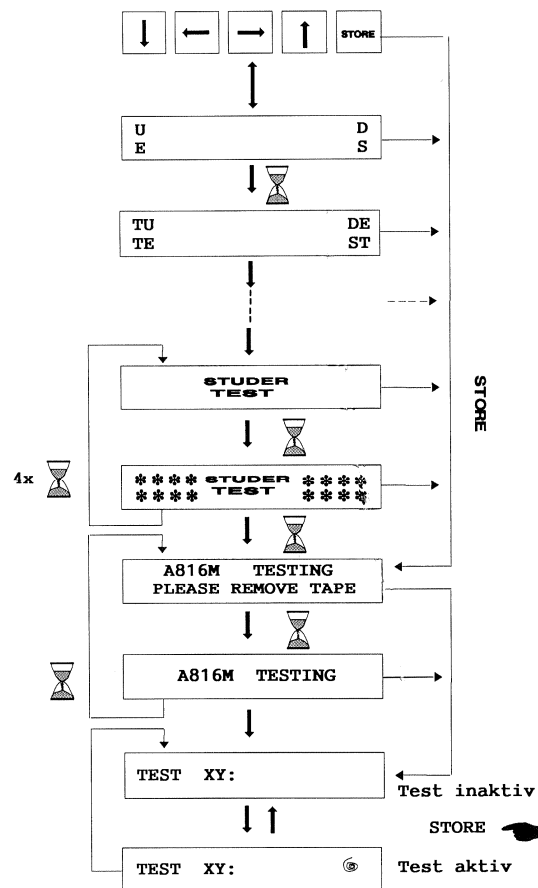 STORE
U D
E S
TU DE
TE ST
STUDER
TEST
STORE
4x
**** STUDER ****
**** TEST ****
A816M TESTING
PLEASE REMOVE TAPE
A816M TESTING
TEST XY:
Test inaktiv
STORE
TEST XY:
Test aktiv